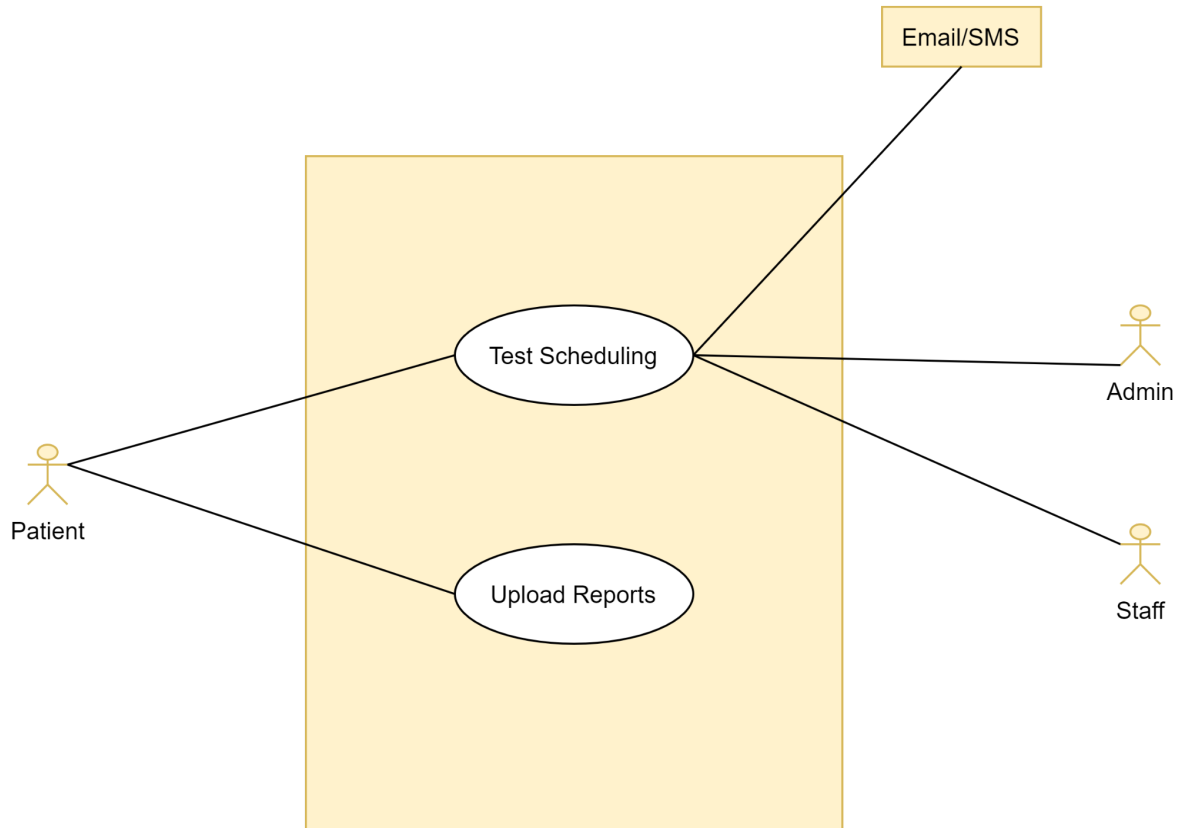 Email/SMS
Test Scheduling
Admin
Patient
Upload Reports
Staff